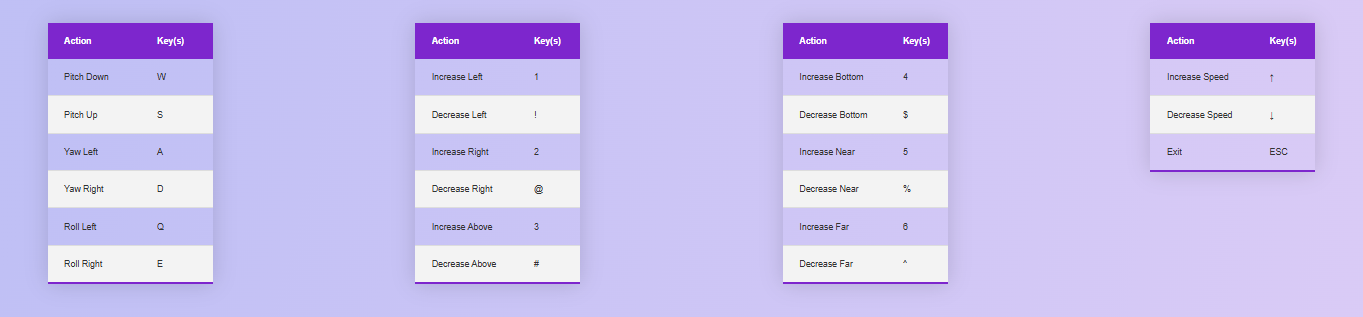 Action Key(s)
Pitch Down W
Pitch Up S
Yaw Left A
Yaw Right D
Roll Left Q
Roll Right E
Action Key(s)
Increase Left 1
Decrease Left !
Increase Right 2
Decrease Right @
Increase Above 3
Decrease Above #
Action Key(s)
Increase Bottom 4
Decrease Bottom $
Increase Near 5
Decrease Near %
Increase Far 6
Decrease Far ^
Action Key(s)
Increase Speed ↑
Decrease Speed ↓
Exit ESC